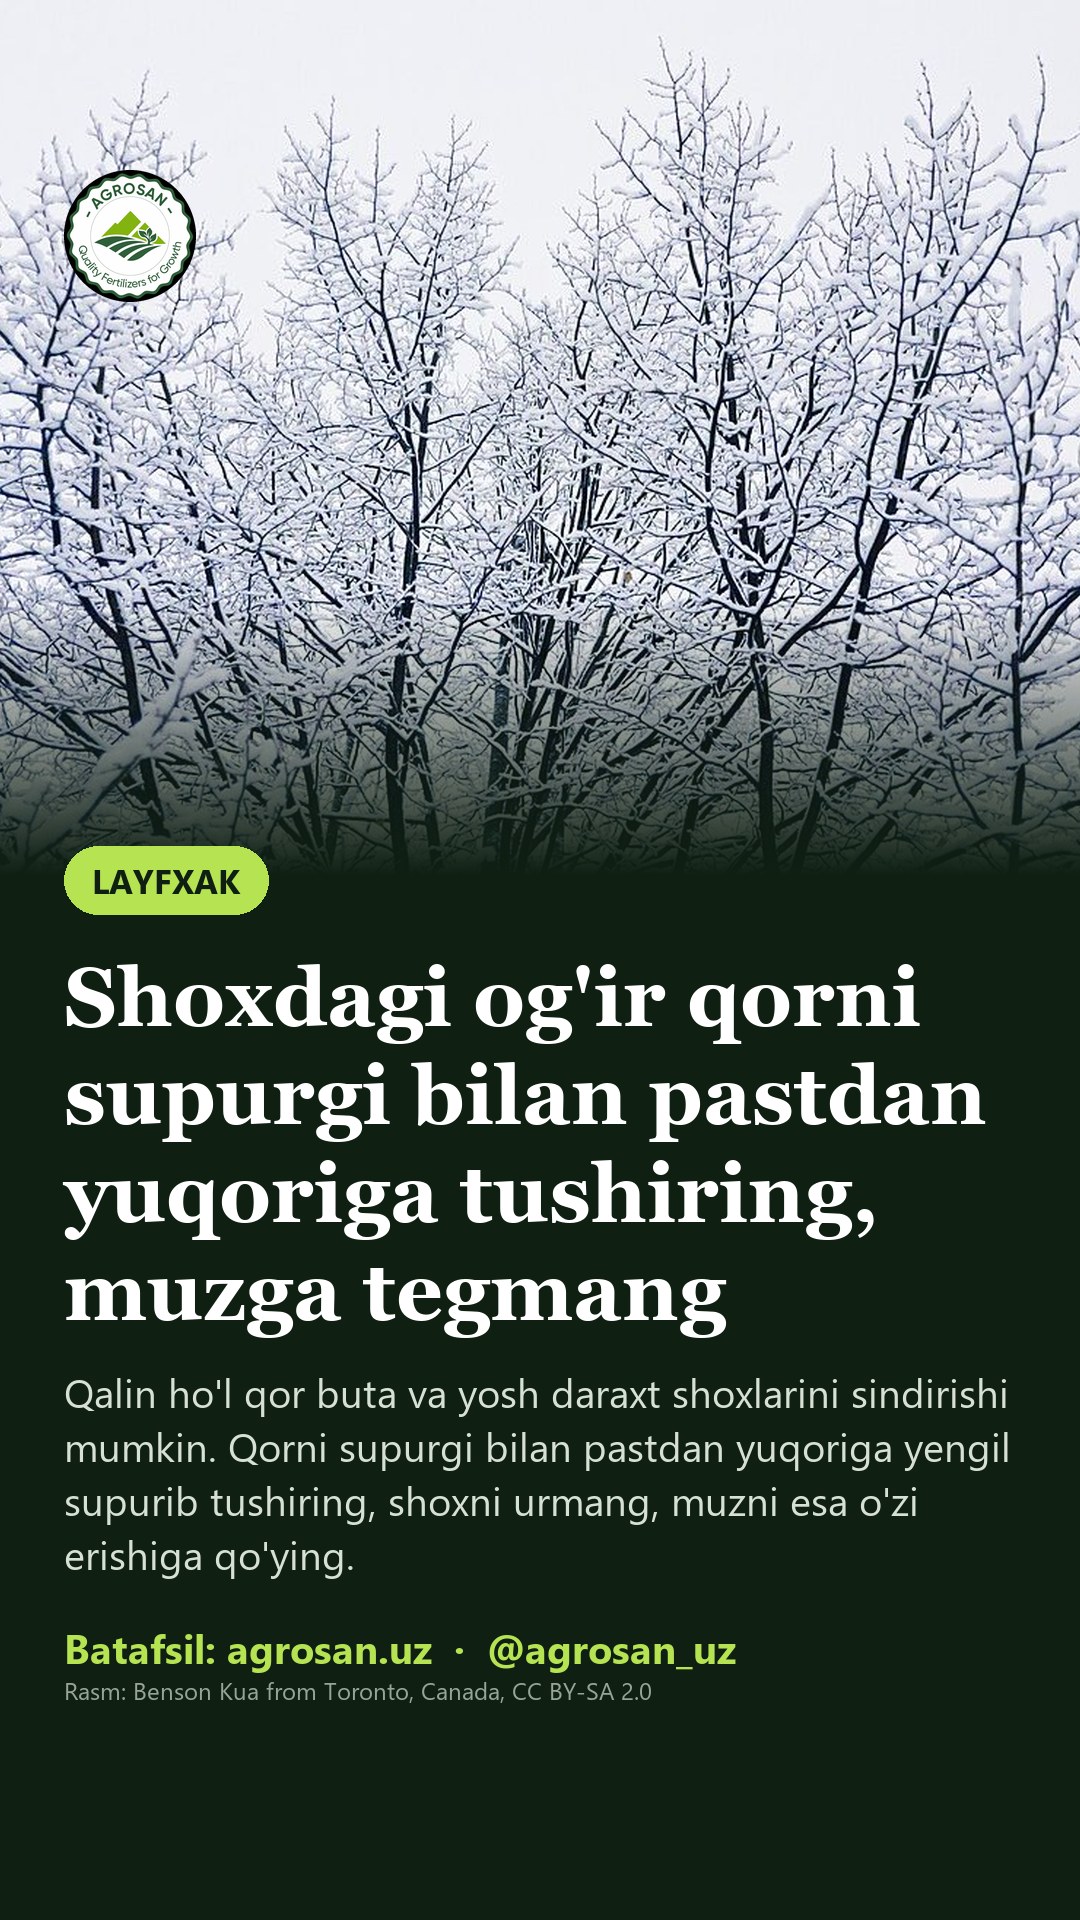 - AGROSAN -
Quality Fertilizers for Growth
LAYFXAK
Shoxdagi og'ir qorni
supurgi bilan pastdan
yuqoriga tushiring,
muzga tegmang
Qalin ho'l qor buta va yosh daraxt shoxlarini sindirishi
mumkin. Qorni supurgi bilan pastdan yuqoriga yengil
supurib tushiring, shoxni urmang, muzni esa o'zi
erishiga qo'ying.
Batafsil: agrosan.uz · @agrosan_uz
Rasm: Benson Kua from Toronto, Canada, CC BY-SA 2.0